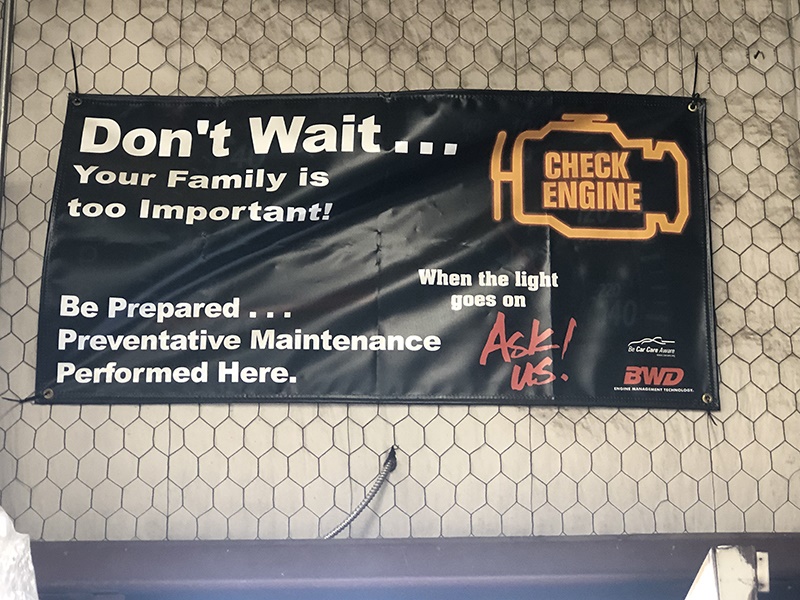 Don't Wait...
Your Family is
too Important!
CHECK
ENGINE
When the light
goes on
Ask!
us!
Be Prepared...
Preventative Maintenance
Performed Here.
Be Car Care Aware
BWD
ENGINE MANAGEMENT TECHNOLOGY.